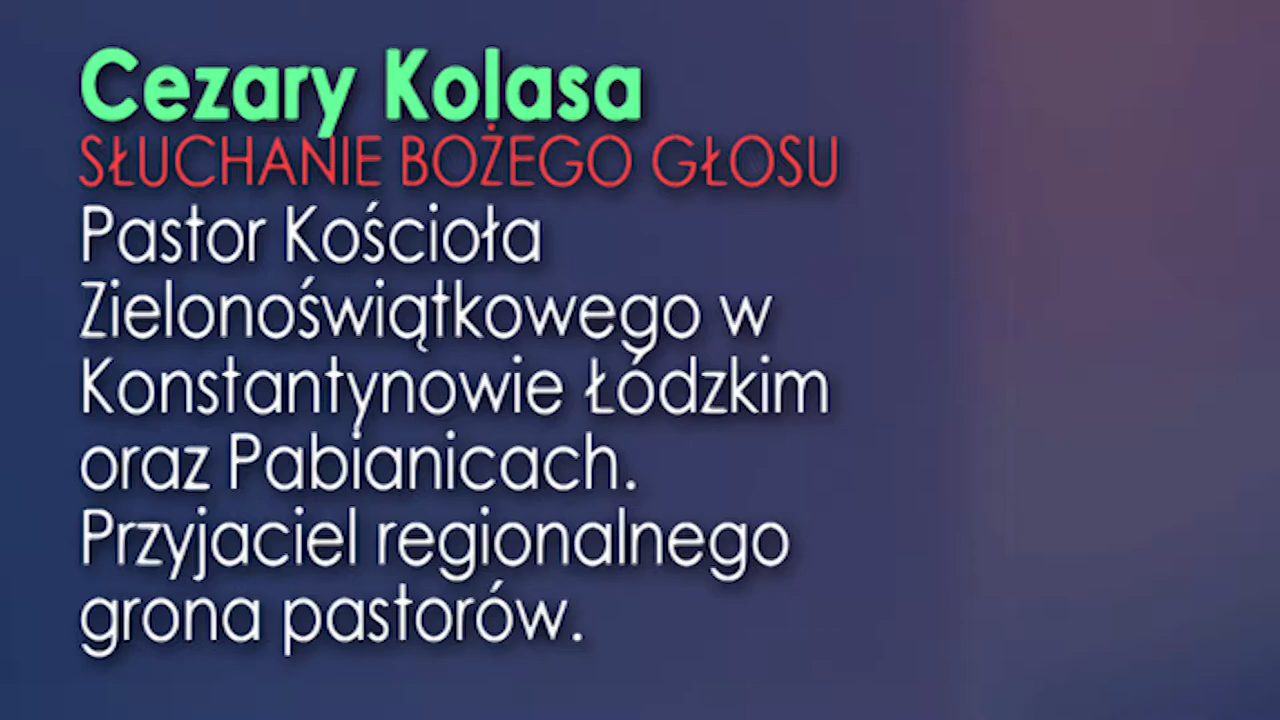 Cezary Kolasa
SŁUCHANIE BOŻEGO GŁOSU
Pastor Kościoła
Zielonoświątkowego w
Konstantynowie Łódzkim
oraz Pabianicach.
Przyjaciel regionalnego
grona pastorów.